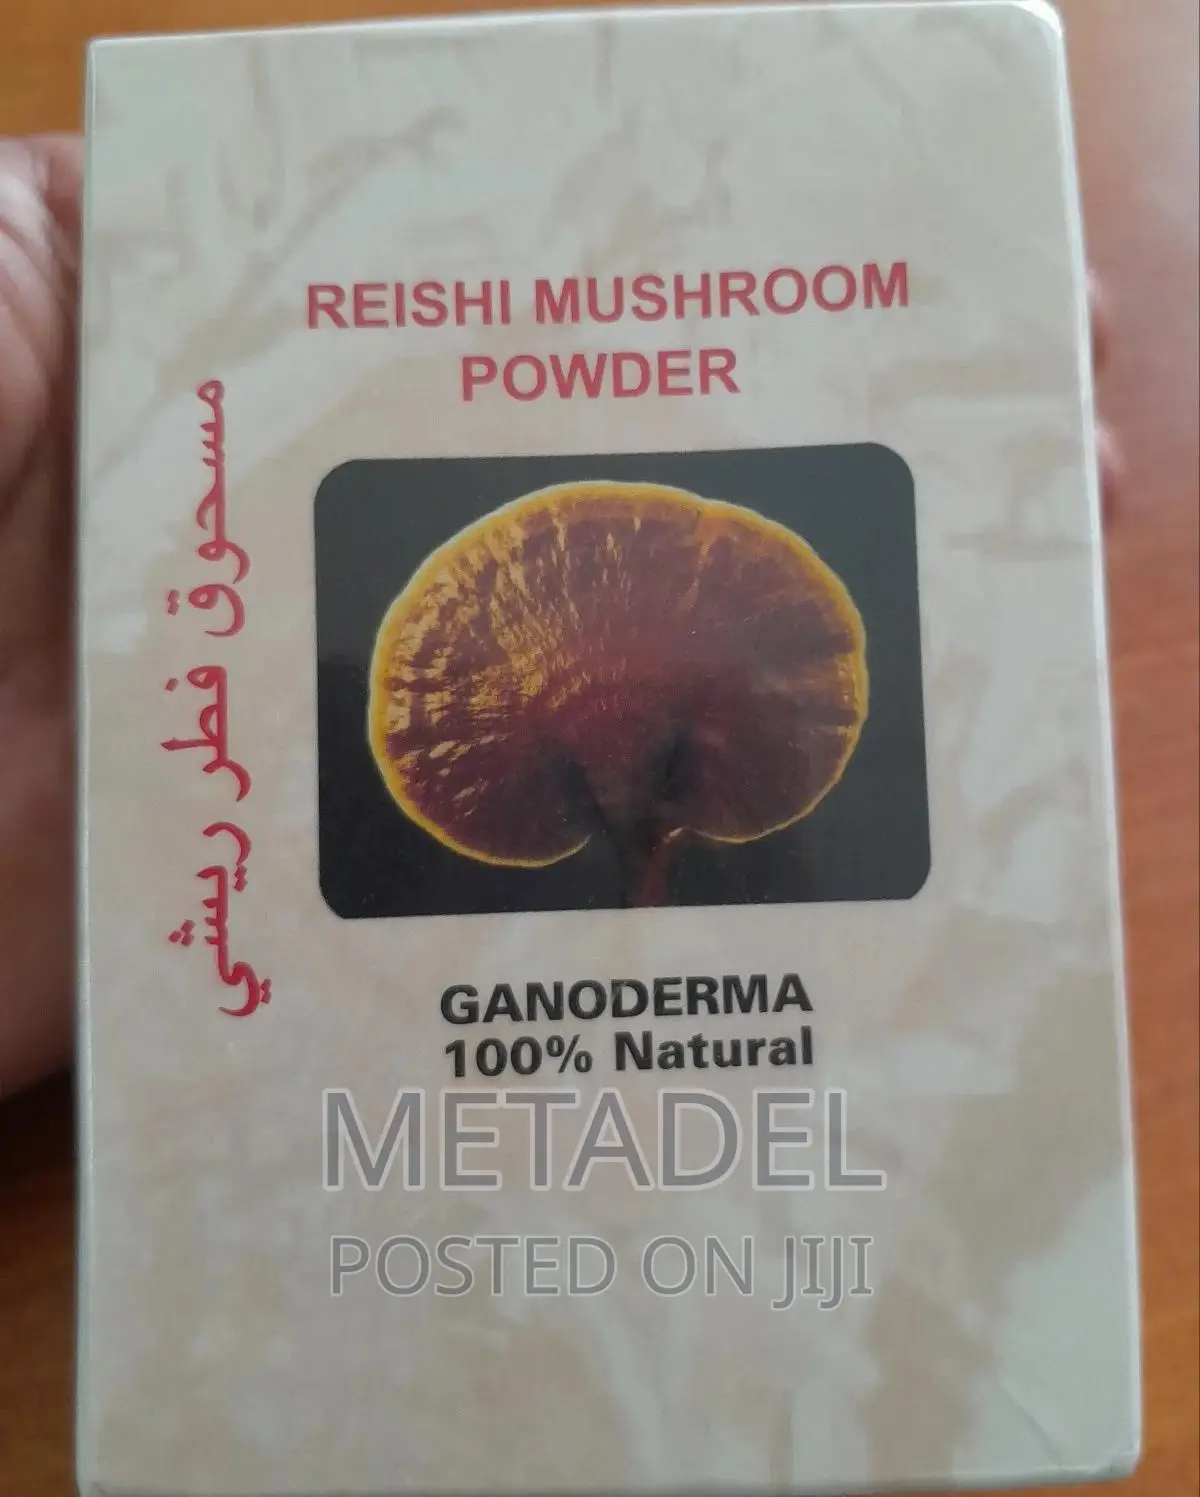 REISHI MUSHROOM
POWDER
مسحوق فطر ريشي
GANODERMA
100% Natural
METADEL
POSTED ON JIJI